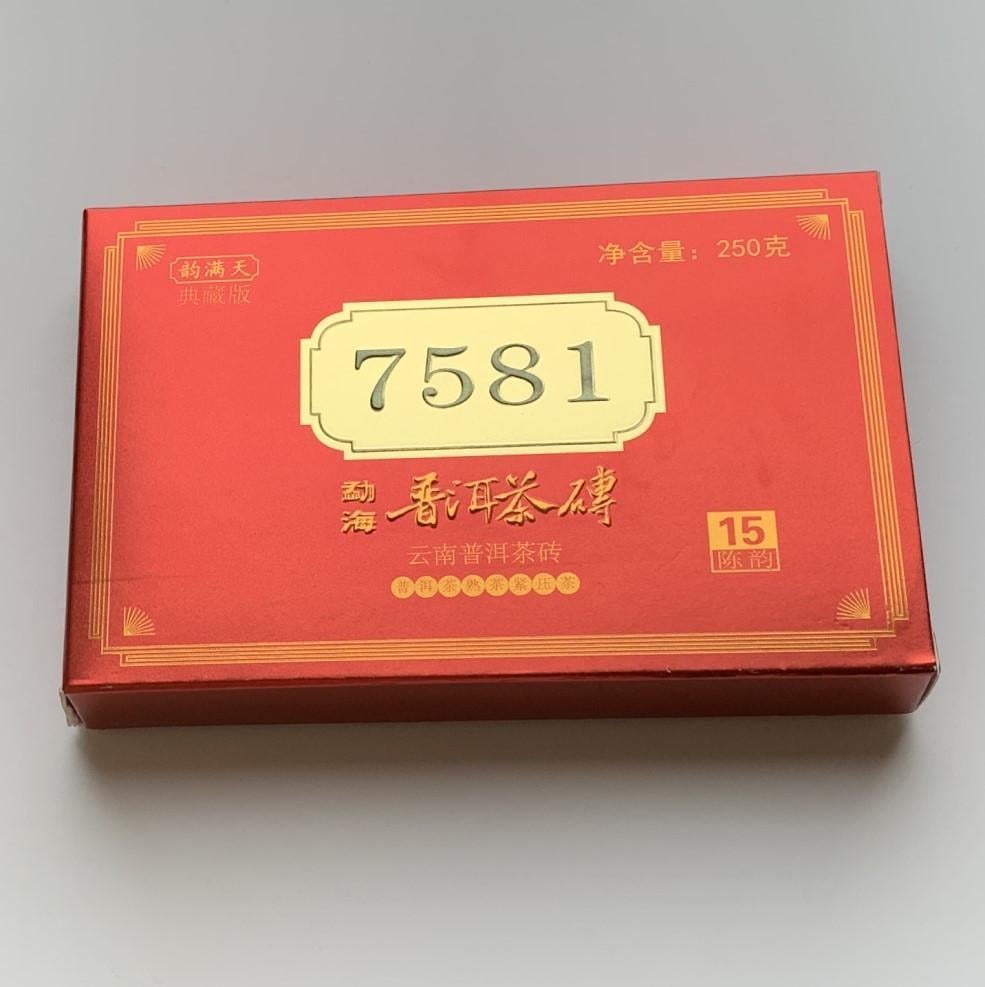 韵满天
典藏版
净含量：250克
7581
勐海
普洱茶磚
云南普洱茶砖
普洱茶熟茶紧压茶
15
陈韵